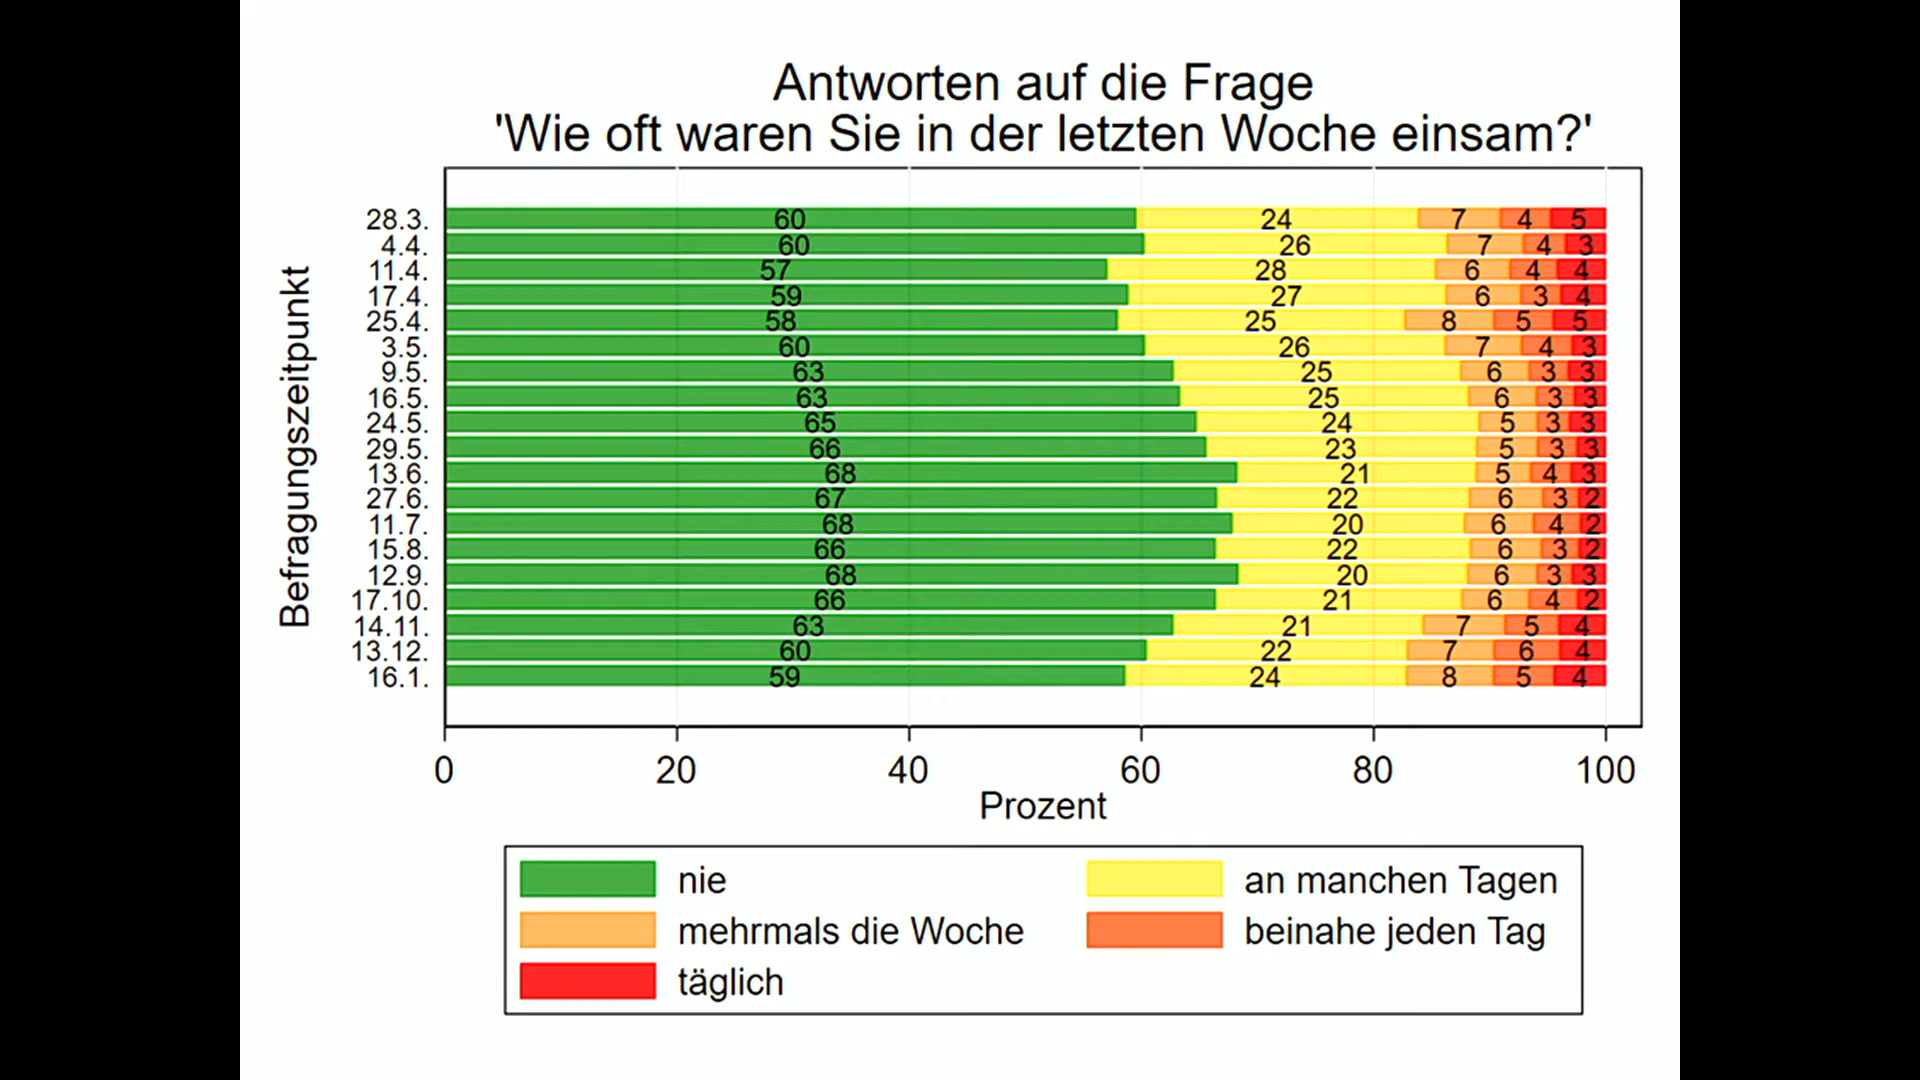 Antworten auf die Frage
'Wie oft waren Sie in der letzten Woche einsam?'
Befragungszeitpunkt
28.3. 60 24 7 4 5
4.4. 60 26 7 4 3
11.4. 57 28 6 4 4
17.4. 59 27 6 3 4
25.4. 58 25 8 5 5
3.5. 60 26 7 4 3
9.5. 63 25 6 3 3
16.5. 63 25 6 3 3
24.5. 65 24 5 3 3
29.5. 66 23 5 3 3
13.6. 68 21 5 4 3
27.6. 67 22 6 3 2
11.7. 68 20 6 4 2
15.8. 66 22 6 3 2
12.9. 68 20 6 3 3
17.10. 66 21 6 4 2
14.11. 63 21 7 5 4
13.12. 60 22 7 6 4
16.1. 59 24 8 5 4
0 20 40 60 80 100
Prozent
nie an manchen Tagen
mehrmals die Woche beinahe jeden Tag
täglich